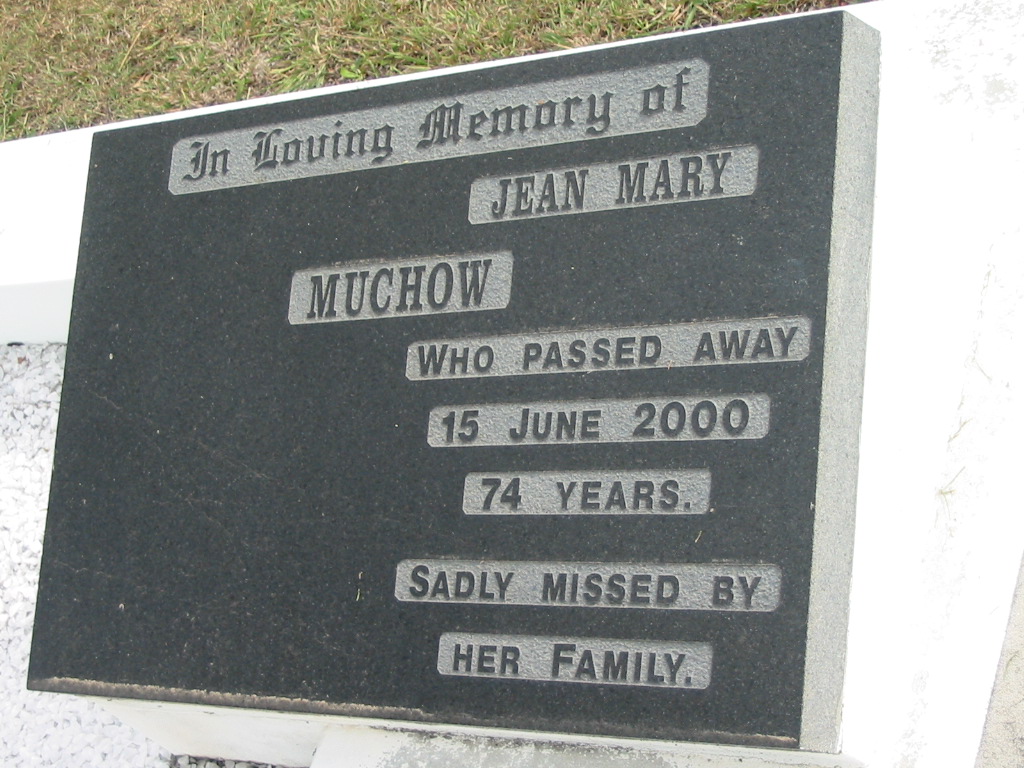 In Loving Memory of
JEAN MARY
MUCHOW
WHO PASSED AWAY
15 JUNE 2000
74 YEARS.
SADLY MISSED BY
HER FAMILY.